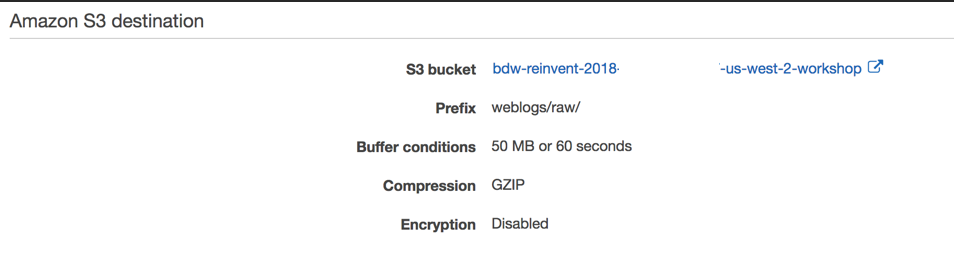 Amazon S3 destination
S3 bucket bdw-reinvent-2018- -us-west-2-workshop
Prefix weblogs/raw/
Buffer conditions 50 MB or 60 seconds
Compression GZIP
Encryption Disabled